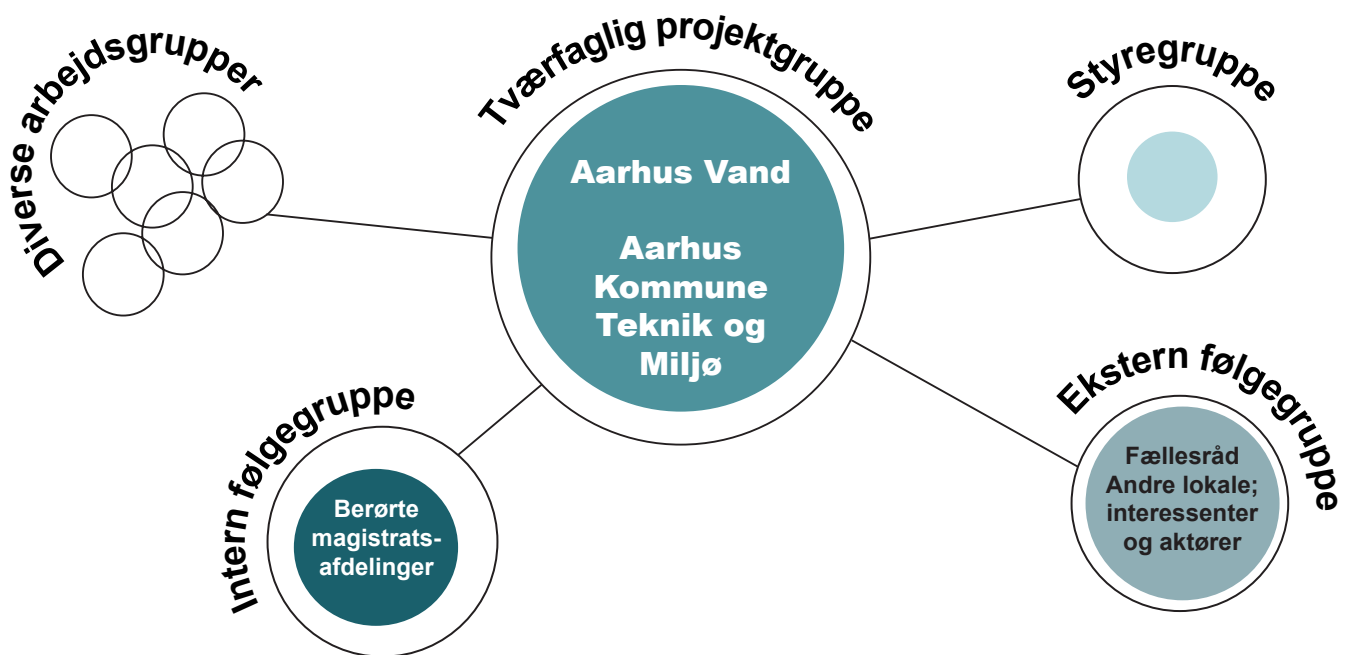 Diverse arbejdsgrupper
Tværfaglig projektgruppe
Aarhus Vand
Aarhus
Kommune
Teknik og
Miljø
Styregruppe
Intern følgegruppe
Berørte
magistrats-
afdelinger
Ekstern følgegruppe
Fællesråd
Andre lokale;
interessenter
og aktører